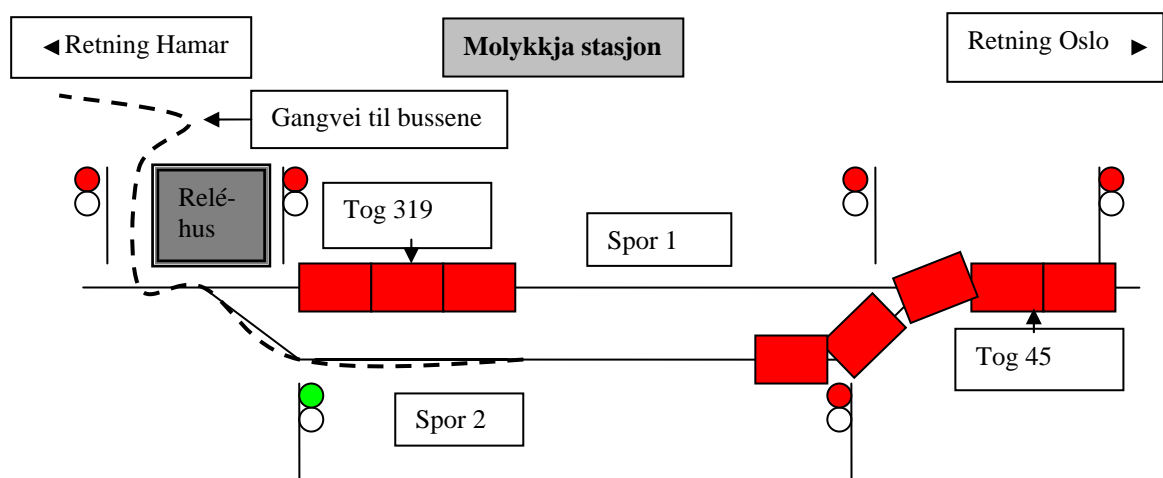 ◄ Retning Hamar
Molykkja stasjon
Retning Oslo ►
Gangvei til bussene
Relé-
hus
Tog 319
Spor 1
Tog 45
Spor 2